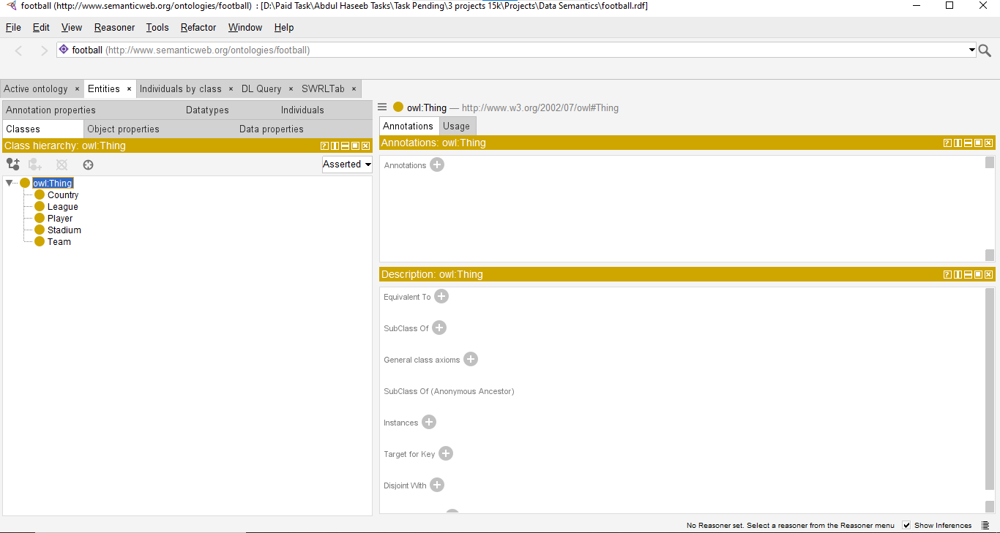 football (http://www.semanticweb.org/ontologies/football) : [D:\Paid Task\Abdul Haseeb Tasks\Task Pending\3 projects 15k\Projects\Data Semantics\football.rdf]
File Edit View Reasoner Tools Refactor Window Help
football (http://www.semanticweb.org/ontologies/football)
Active ontology × Entities × Individuals by class × DL Query × SWRLTab ×
Annotation properties Datatypes Individuals
Classes Object properties Data properties
Class hierarchy: owl:Thing
Asserted
owl:Thing
Country
League
Player
Stadium
Team
owl:Thing — http://www.w3.org/2002/07/owl#Thing
Annotations Usage
Annotations: owl:Thing
Annotations
Description: owl:Thing
Equivalent To
SubClass Of
General class axioms
SubClass Of (Anonymous Ancestor)
Instances
Target for Key
Disjoint With
No Reasoner set. Select a reasoner from the Reasoner menu Show Inferences